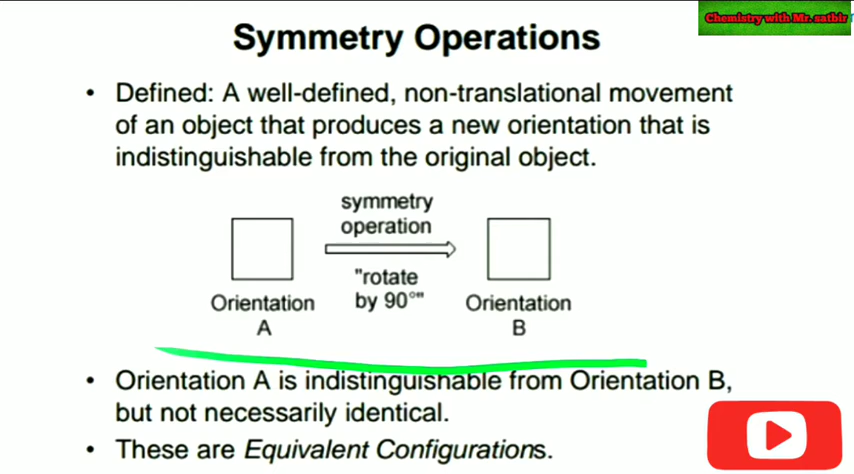 Chemistry with Mr. satbir
Symmetry Operations
• Defined: A well-defined, non-translational movement
of an object that produces a new orientation that is
indistinguishable from the original object.
symmetry
operation
"rotate
by 90°"
Orientation
A
Orientation
B
• Orientation A is indistinguishable from Orientation B,
but not necessarily identical.
• These are Equivalent Configurations.